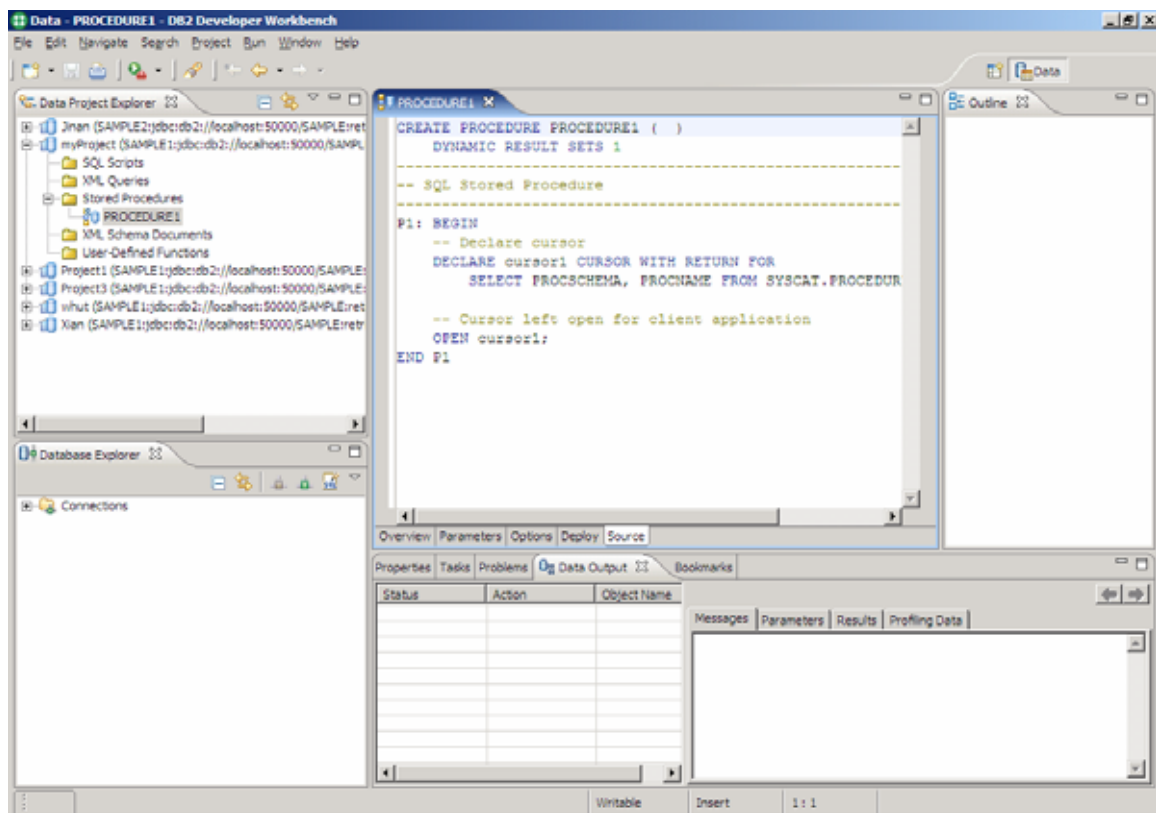 Data - PROCEDURE1 - DB2 Developer Workbench
File Edit Navigate Search Project Run Window Help
Data
Data Project Explorer
Jinan (SAMPLE2:jdbc:db2://localhost:50000/SAMPLE:ret
myProject (SAMPLE1:jdbc:db2://localhost:50000/SAMPL
SQL Scripts
XML Queries
Stored Procedures
PROCEDURE1
XML Schema Documents
User-Defined Functions
Project1 (SAMPLE1:jdbc:db2://localhost:50000/SAMPLE:
Project3 (SAMPLE1:jdbc:db2://localhost:50000/SAMPLE:
whut (SAMPLE1:jdbc:db2://localhost:50000/SAMPLE:ret
Xian (SAMPLE1:jdbc:db2://localhost:50000/SAMPLE:retr
Database Explorer
Connections
PROCEDURE1
CREATE PROCEDURE PROCEDURE1 ( )
DYNAMIC RESULT SETS 1
------------------------------------------------------------------------
-- SQL Stored Procedure
------------------------------------------------------------------------
P1: BEGIN
-- Declare cursor
DECLARE cursor1 CURSOR WITH RETURN FOR
SELECT PROCSCHEMA, PROCNAME FROM SYSCAT.PROCEDUR
-- Cursor left open for client application
OPEN cursor1;
END P1
Overview Parameters Options Deploy Source
Outline
Properties Tasks Problems Data Output Bookmarks
Status Action Object Name
Messages Parameters Results Profiling Data
Writable Insert 1:1